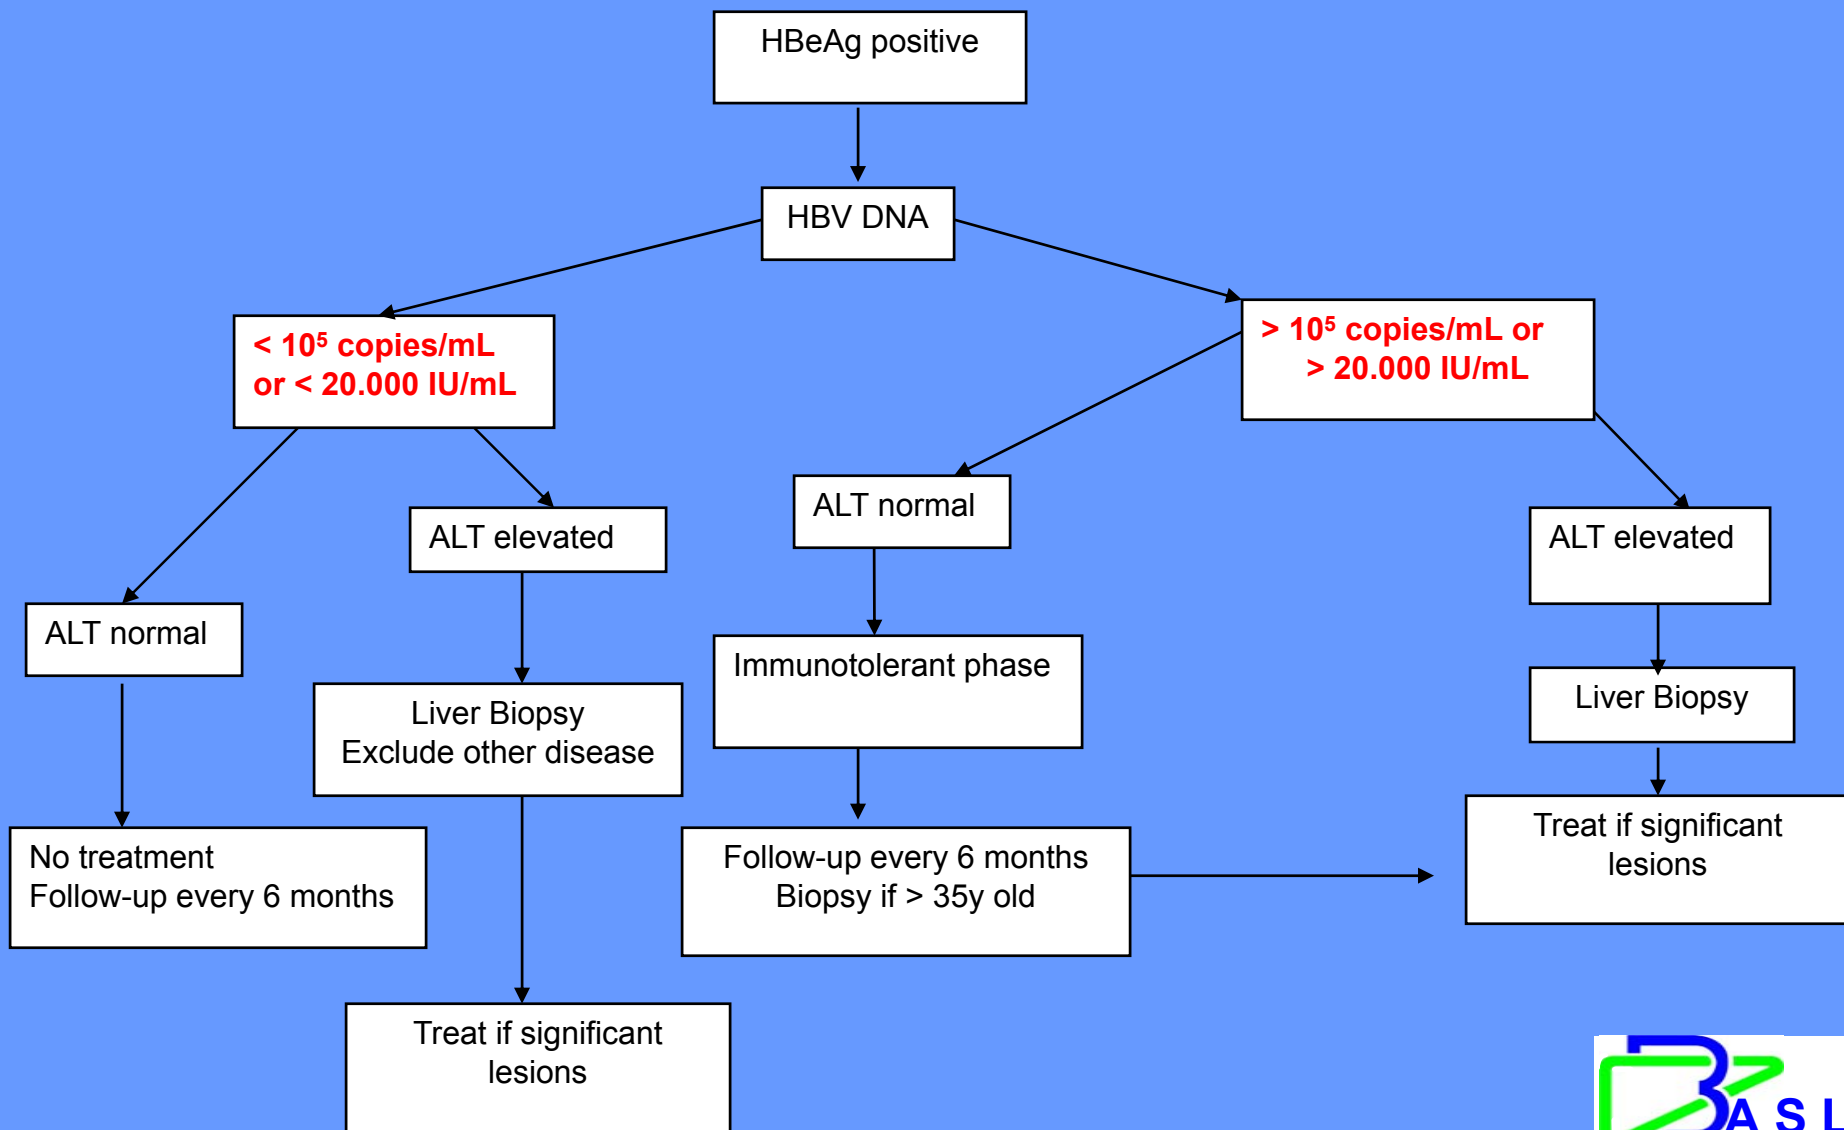 HBeAg positive
HBV DNA
< 10⁵ copies/mL
or < 20.000 IU/mL
> 10⁵ copies/mL or
> 20.000 IU/mL
ALT normal
ALT elevated
ALT normal
ALT elevated
Liver Biopsy
Exclude other disease
Immunotolerant phase
Liver Biopsy
No treatment
Follow-up every 6 months
Follow-up every 6 months
Biopsy if > 35y old
Treat if significant
lesions
Treat if significant
lesions
BASL